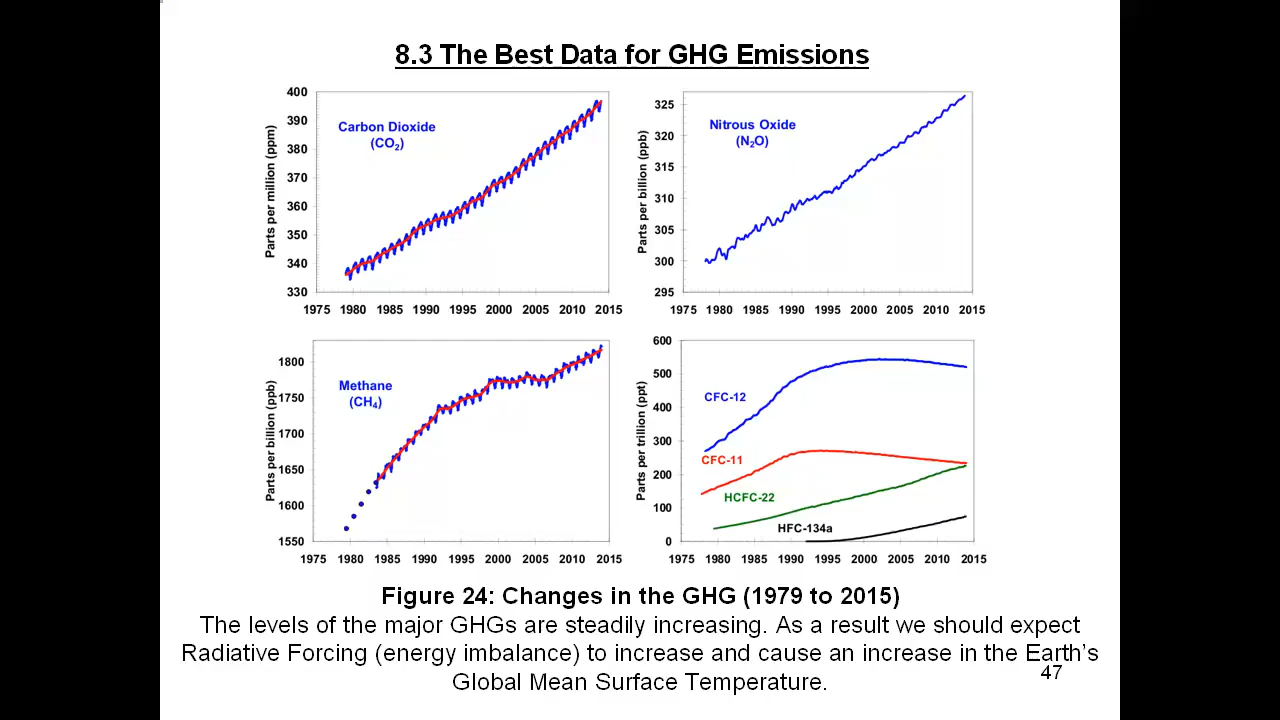 8.3 The Best Data for GHG Emissions
400
390
380
370
360
350
340
330
Parts per million (ppm)
Carbon Dioxide
(CO₂)
1975 1980 1985 1990 1995 2000 2005 2010 2015
325
320
315
310
305
300
295
Parts per billion (ppb)
Nitrous Oxide
(N₂O)
1975 1980 1985 1990 1995 2000 2005 2010 2015
1800
1750
1700
1650
1600
1550
Parts per billion (ppb)
Methane
(CH₄)
1975 1980 1985 1990 1995 2000 2005 2010 2015
600
500
400
300
200
100
0
Parts per trillion (ppt)
CFC-12
CFC-11
HCFC-22
HFC-134a
1975 1980 1985 1990 1995 2000 2005 2010 2015
Figure 24: Changes in the GHG (1979 to 2015)
The levels of the major GHGs are steadily increasing. As a result we should expect
Radiative Forcing (energy imbalance) to increase and cause an increase in the Earth's
Global Mean Surface Temperature.
47